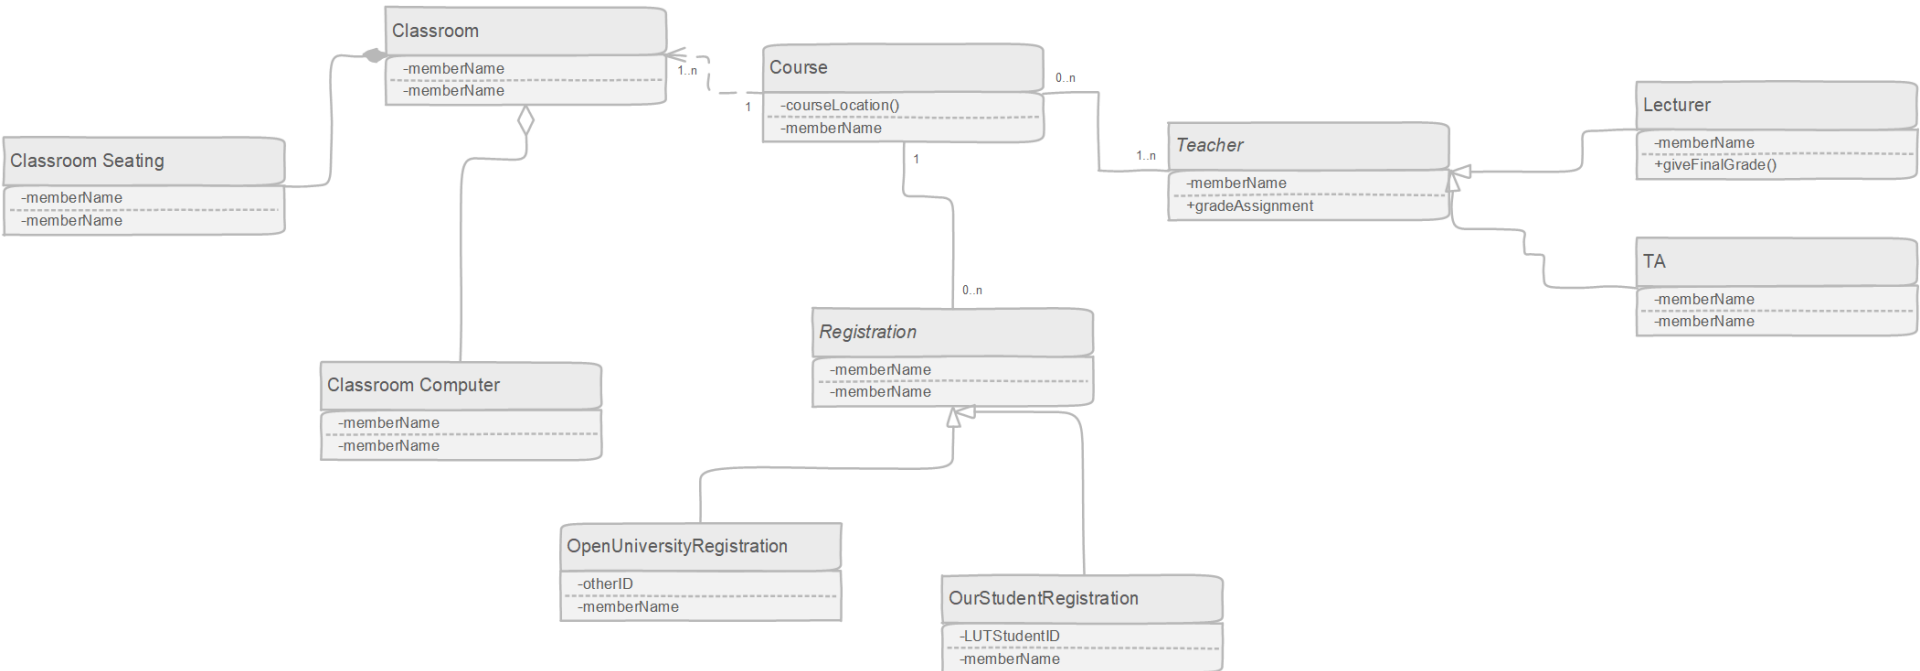 Classroom
-memberName
-memberName
1..n
1
Course
-courseLocation()
-memberName
0..n
1
1..n
Teacher
-memberName
+gradeAssignment
Lecturer
-memberName
+giveFinalGrade()
TA
-memberName
-memberName
Classroom Seating
-memberName
-memberName
0..n
Registration
-memberName
-memberName
Classroom Computer
-memberName
-memberName
OpenUniversityRegistration
-otherID
-memberName
OurStudentRegistration
-LUTStudentID
-memberName